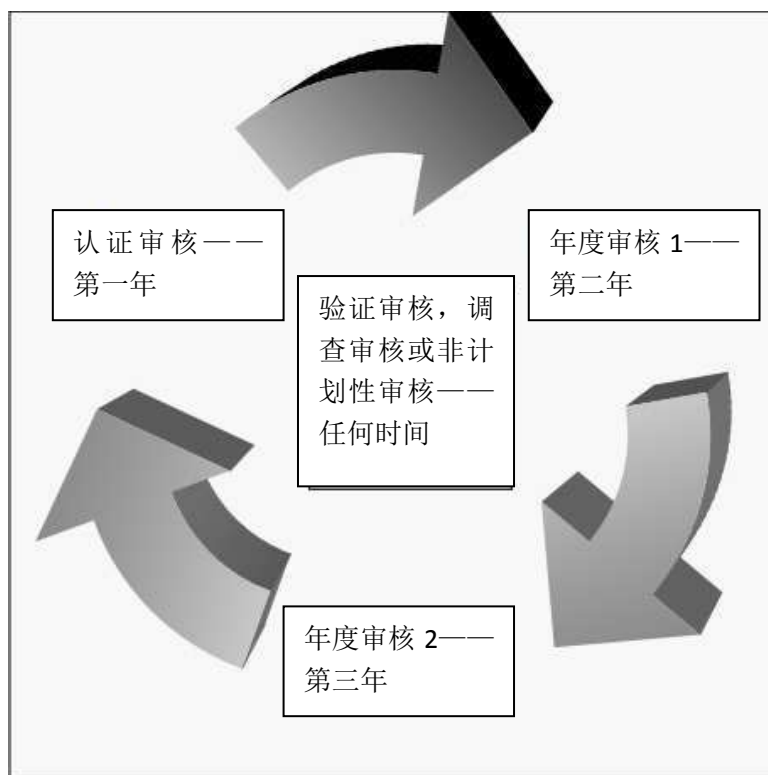 认证审核——
第一年
年度审核 1——
第二年
验证审核，调
查审核或非计
划性审核——
任何时间
年度审核 2——
第三年